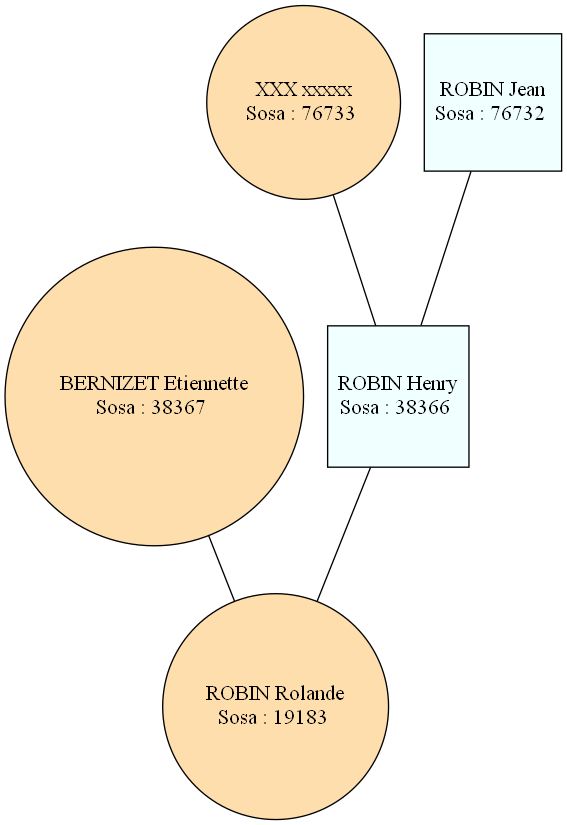 XXX xxxxx
Sosa : 76733
ROBIN Jean
Sosa : 76732
BERNIZET Etiennette
Sosa : 38367
ROBIN Henry
Sosa : 38366
ROBIN Rolande
Sosa : 19183